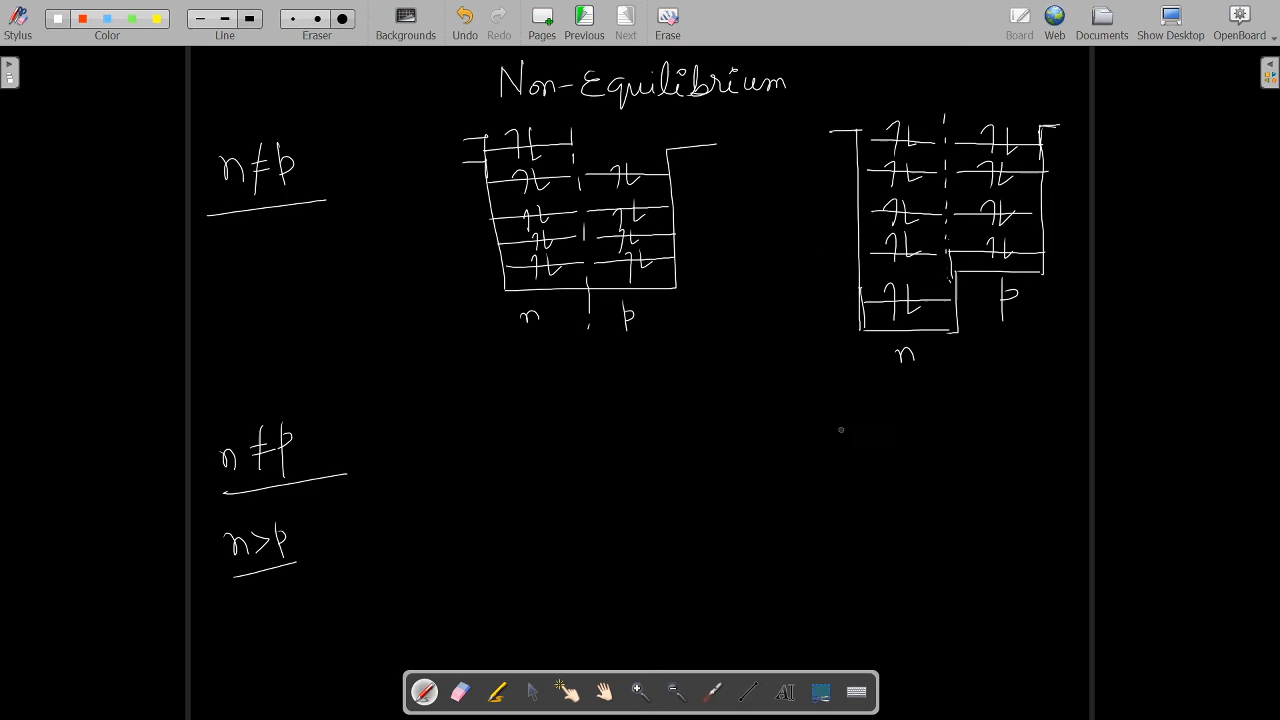 Stylus Color Line Eraser Backgrounds Undo Redo Pages Previous Next Erase Board Web Documents Show Desktop OpenBoard
Non-Equilibrium
n≠p
n p
p
n
n≠p
n>p